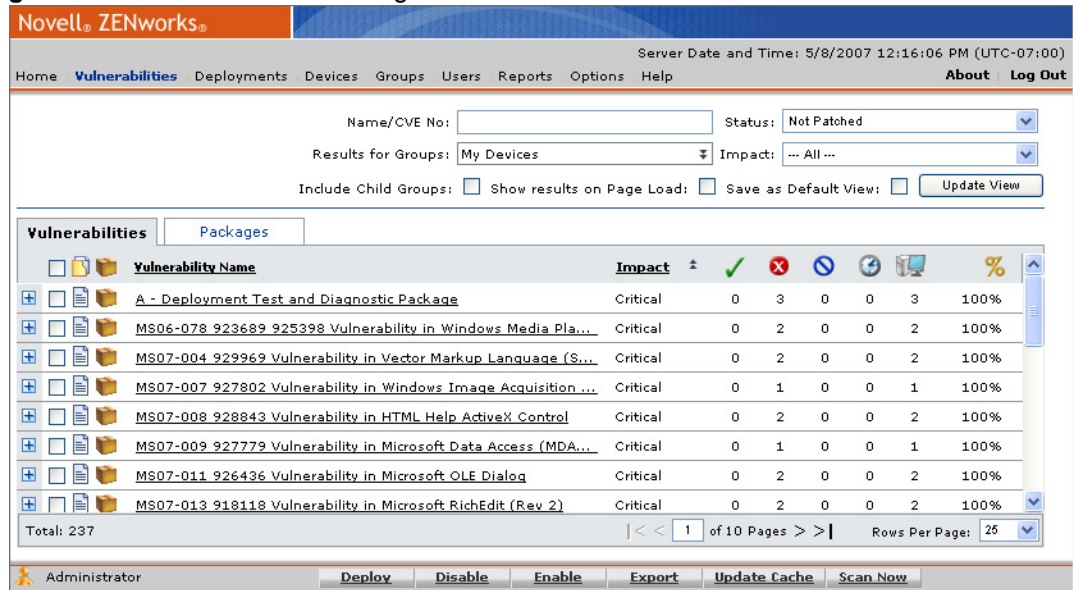 Novell® ZENworks®
Server Date and Time: 5/8/2007 12:16:06 PM (UTC-07:00)
Home Vulnerabilities Deployments Devices Groups Users Reports Options Help About | Log Out
Name/CVE No: Status: Not Patched
Results for Groups: My Devices Impact: --- All ---
Include Child Groups: Show results on Page Load: Save as Default View: Update View
Vulnerabilities Packages
Vulnerability Name Impact %
A - Deployment Test and Diagnostic Package Critical 0 3 0 0 3 100%
MS06-078 923689 925398 Vulnerability in Windows Media Pla... Critical 0 2 0 0 2 100%
MS07-004 929969 Vulnerability in Vector Markup Language (S... Critical 0 2 0 0 2 100%
MS07-007 927802 Vulnerability in Windows Image Acquisition ... Critical 0 1 0 0 1 100%
MS07-008 928843 Vulnerability in HTML Help ActiveX Control Critical 0 2 0 0 2 100%
MS07-009 927779 Vulnerability in Microsoft Data Access (MDA... Critical 0 1 0 0 1 100%
MS07-011 926436 Vulnerability in Microsoft OLE Dialog Critical 0 2 0 0 2 100%
MS07-013 918118 Vulnerability in Microsoft RichEdit (Rev 2) Critical 0 2 0 0 2 100%
Total: 237 |< < 1 of 10 Pages > >| Rows Per Page: 25
Administrator Deploy Disable Enable Export Update Cache Scan Now